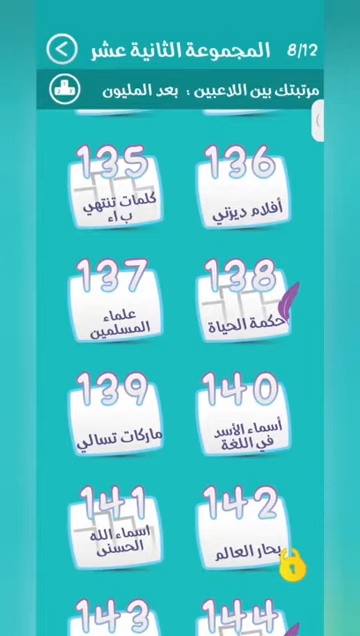 8/12 المجموعة الثانية عشر
مرتبتك بين اللاعبين : بعد المليون
136
أفلام ديزني
135
كلمات تنتهي
ب اء
138
حكمة الحياة
137
علماء
المسلمين
140
أسماء الأسد
في اللغة
139
ماركات تسالي
142
بحار العالم
141
اسماء الله
الحسنى
144
143